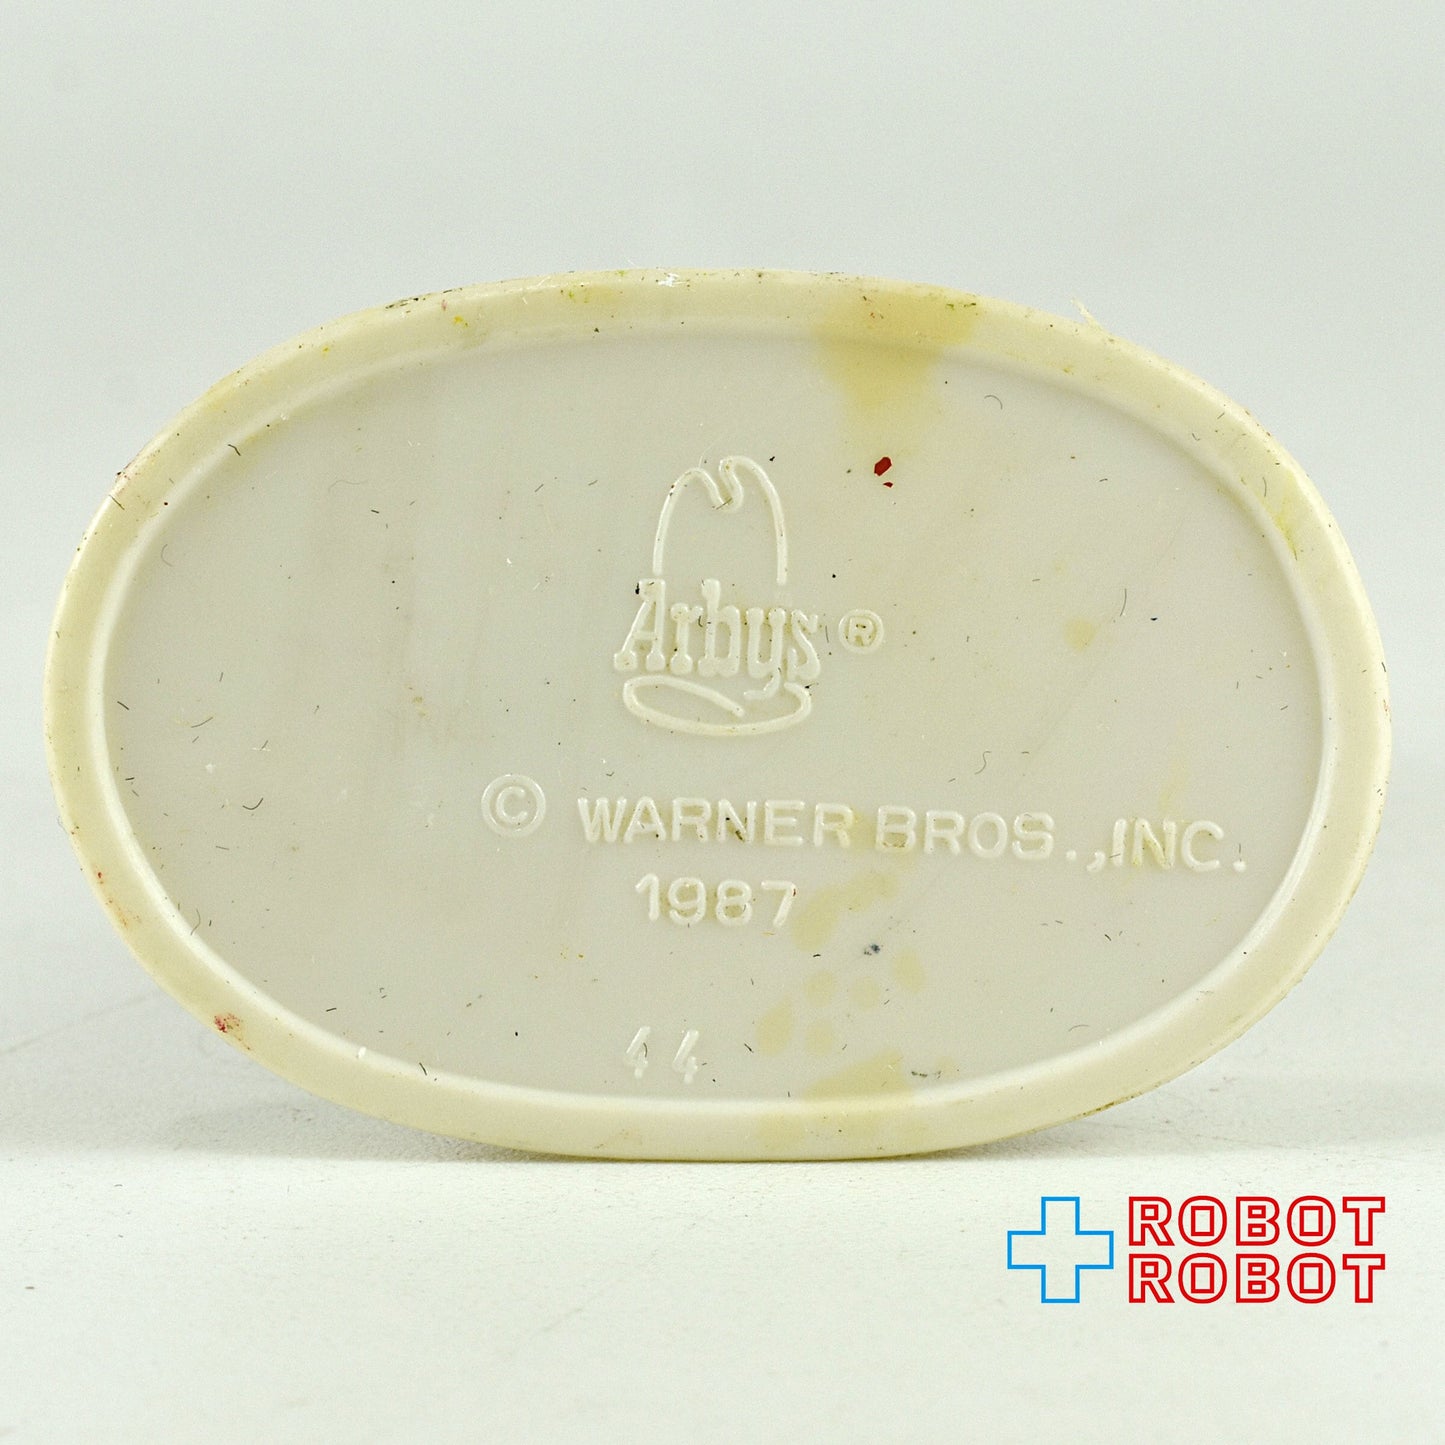 Arbys®
© WARNER BROS.,INC.
1987
44
ROBOT
ROBOT